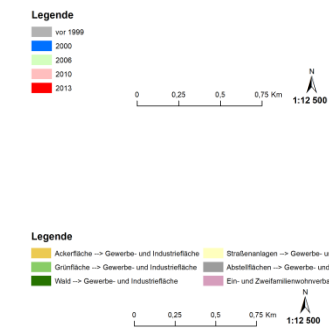 Legende
vor 1999
2000
2006
2010
2013
N
0 0,25 0,5 0,75 Km
1:12 500
Legende
Ackerfläche --> Gewerbe- und Industriefläche Straßenanlagen --> Gewerbe- u
Grünfläche --> Gewerbe- und Industriefläche Abstellflächen --> Gewerbe- und
Wald --> Gewerbe- und Industriefläche Ein- und Zweifamilienwohnverba
N
0 0,25 0,5 0,75 Km
1:12 500